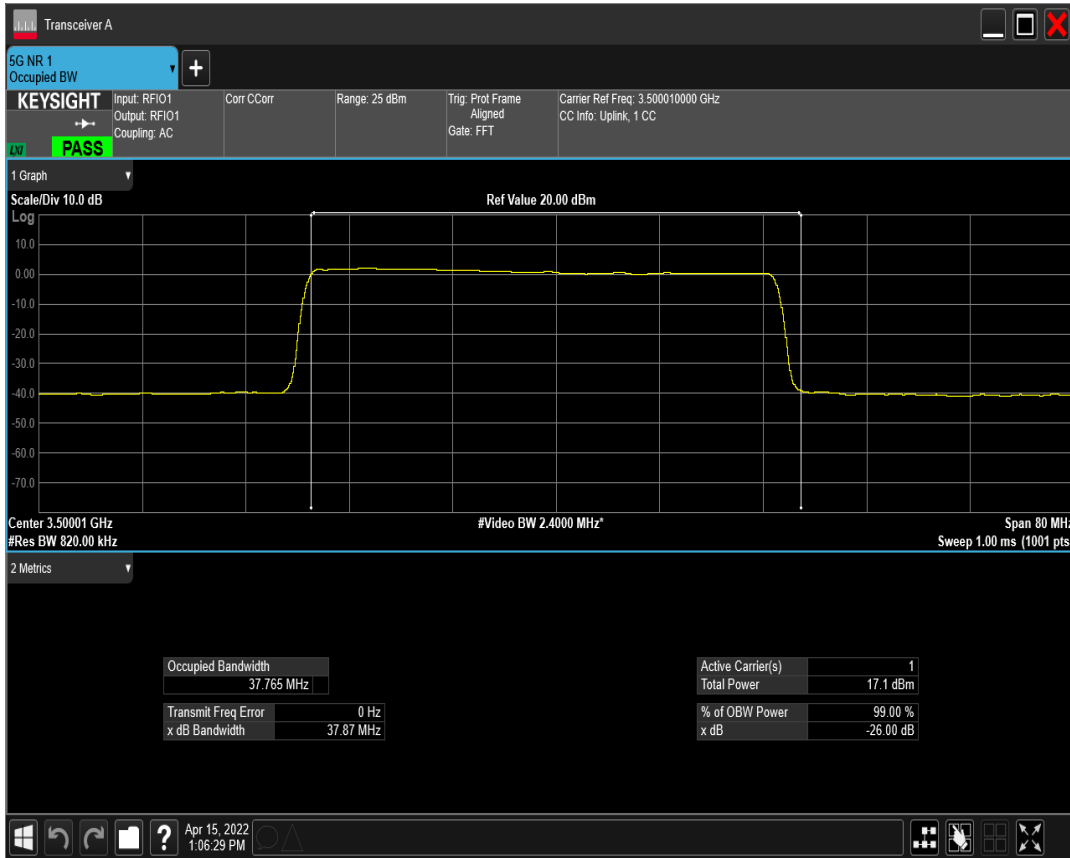 Transceiver A
5G NR 1
Occupied BW
+
KEYSIGHT
LXI
PASS
Input: RFIO1
Output: RFIO1
Coupling: AC
Corr CCorr
Range: 25 dBm
Trig: Prot Frame
Aligned
Gate: FFT
Carrier Ref Freq: 3.500010000 GHz
CC Info: Uplink, 1 CC
1 Graph
Scale/Div 10.0 dB
Ref Value 20.00 dBm
Log
10.0
0.00
-10.0
-20.0
-30.0
-40.0
-50.0
-60.0
-70.0
Center 3.50001 GHz
#Video BW 2.4000 MHz*
Span 80 MHz
#Res BW 820.00 kHz
Sweep 1.00 ms (1001 pts
2 Metrics
Occupied Bandwidth
37.765 MHz
Transmit Freq Error 0 Hz
x dB Bandwidth 37.87 MHz
Active Carrier(s) 1
Total Power 17.1 dBm
% of OBW Power 99.00 %
x dB -26.00 dB
?
Apr 15, 2022
1:06:29 PM